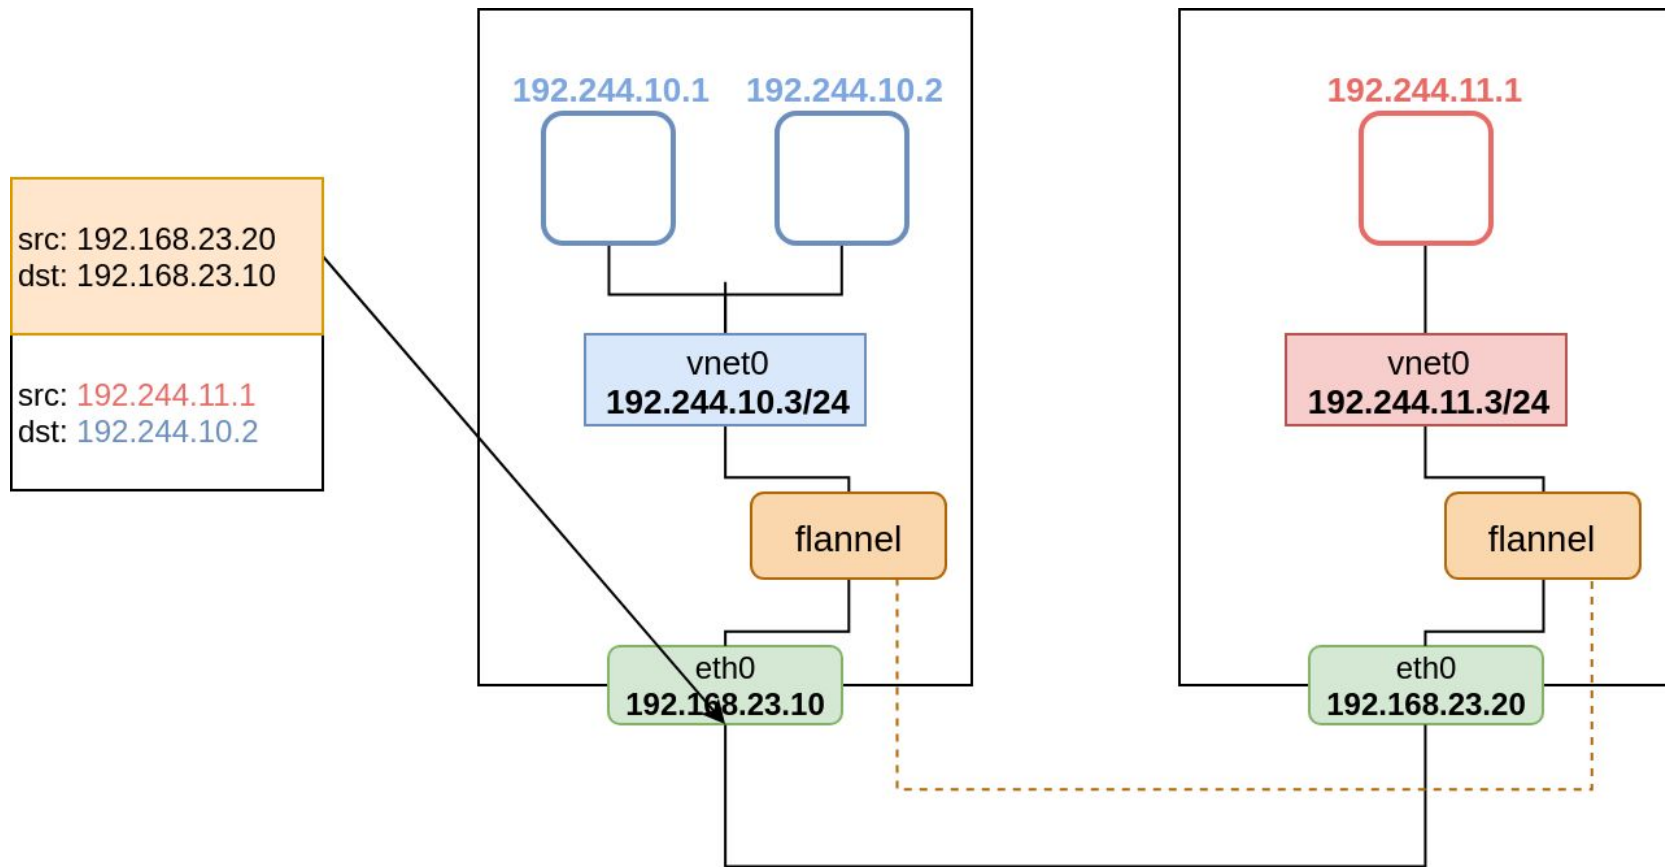 192.244.10.1
192.244.10.2
192.244.11.1
src: 192.168.23.20
dst: 192.168.23.10
src: 192.244.11.1
dst: 192.244.10.2
vnet0
192.244.10.3/24
vnet0
192.244.11.3/24
flannel
flannel
eth0
192.168.23.10
eth0
192.168.23.20